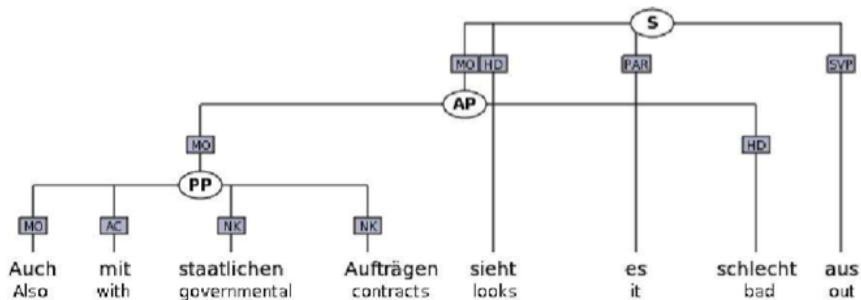 S
MO HD PAR SVP
AP
MO HD
PP
MO AC NK NK
Auch mit staatlichen Aufträgen sieht es schlecht aus
Also with governmental contracts looks it bad out